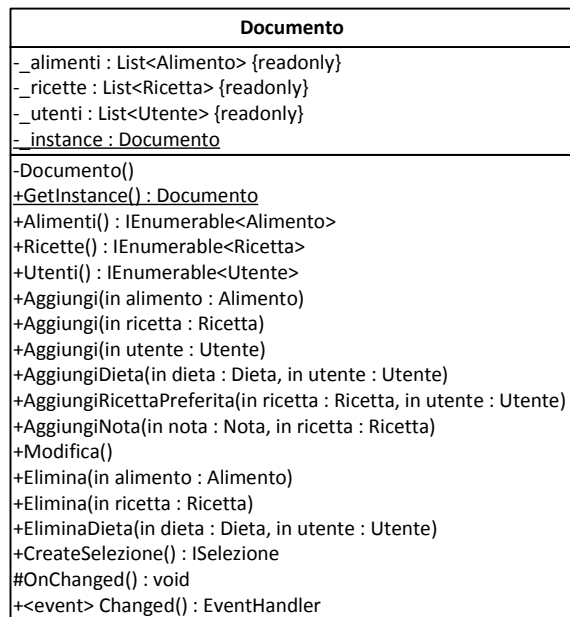 Documento
-_alimenti : List<Alimento> {readonly}
-_ricette : List<Ricetta> {readonly}
-_utenti : List<Utente> {readonly}
-_instance : Documento
-Documento()
+GetInstance() : Documento
+Alimenti() : IEnumerable<Alimento>
+Ricette() : IEnumerable<Ricetta>
+Utenti() : IEnumerable<Utente>
+Aggiungi(in alimento : Alimento)
+Aggiungi(in ricetta : Ricetta)
+Aggiungi(in utente : Utente)
+AggiungiDieta(in dieta : Dieta, in utente : Utente)
+AggiungiRicettaPreferita(in ricetta : Ricetta, in utente : Utente)
+AggiungiNota(in nota : Nota, in ricetta : Ricetta)
+Modifica()
+Elimina(in alimento : Alimento)
+Elimina(in ricetta : Ricetta)
+EliminaDieta(in dieta : Dieta, in utente : Utente)
+CreateSelezione() : ISelezione
#OnChanged() : void
+<event> Changed() : EventHandler